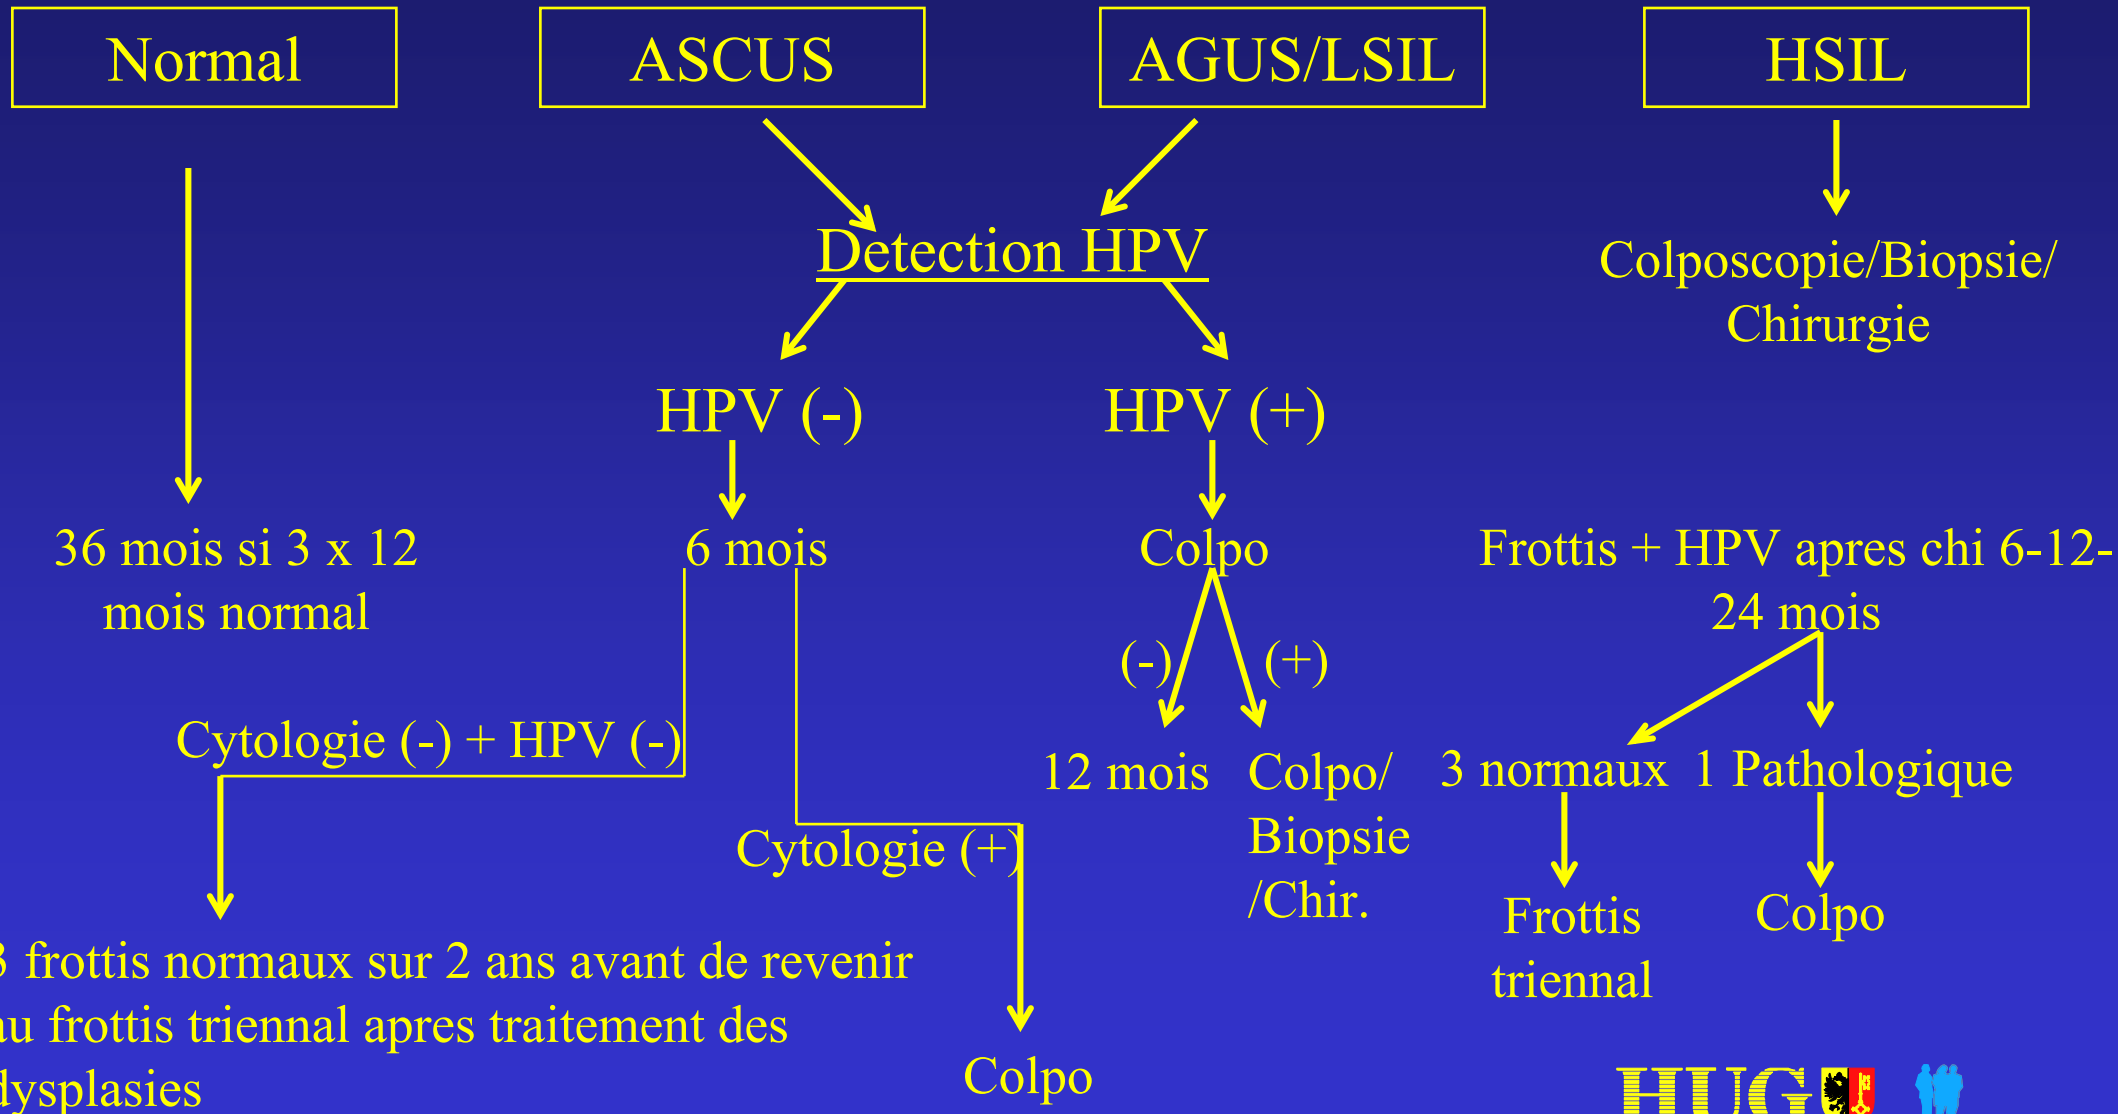 Normal
ASCUS
AGUS/LSIL
HSIL
Detection HPV
Colposcopie/Biopsie/
Chirurgie
HPV (-)
HPV (+)
36 mois si 3 x 12
mois normal
6 mois
Colpo
Frottis + HPV apres chi 6-12-
24 mois
(-)
(+)
Cytologie (-) + HPV (-)
12 mois
Colpo/
Biopsie
/Chir.
3 normaux
1 Pathologique
Cytologie (+)
Frottis
triennal
Colpo
3 frottis normaux sur 2 ans avant de revenir
au frottis triennal apres traitement des
dysplasies
Colpo
HUG